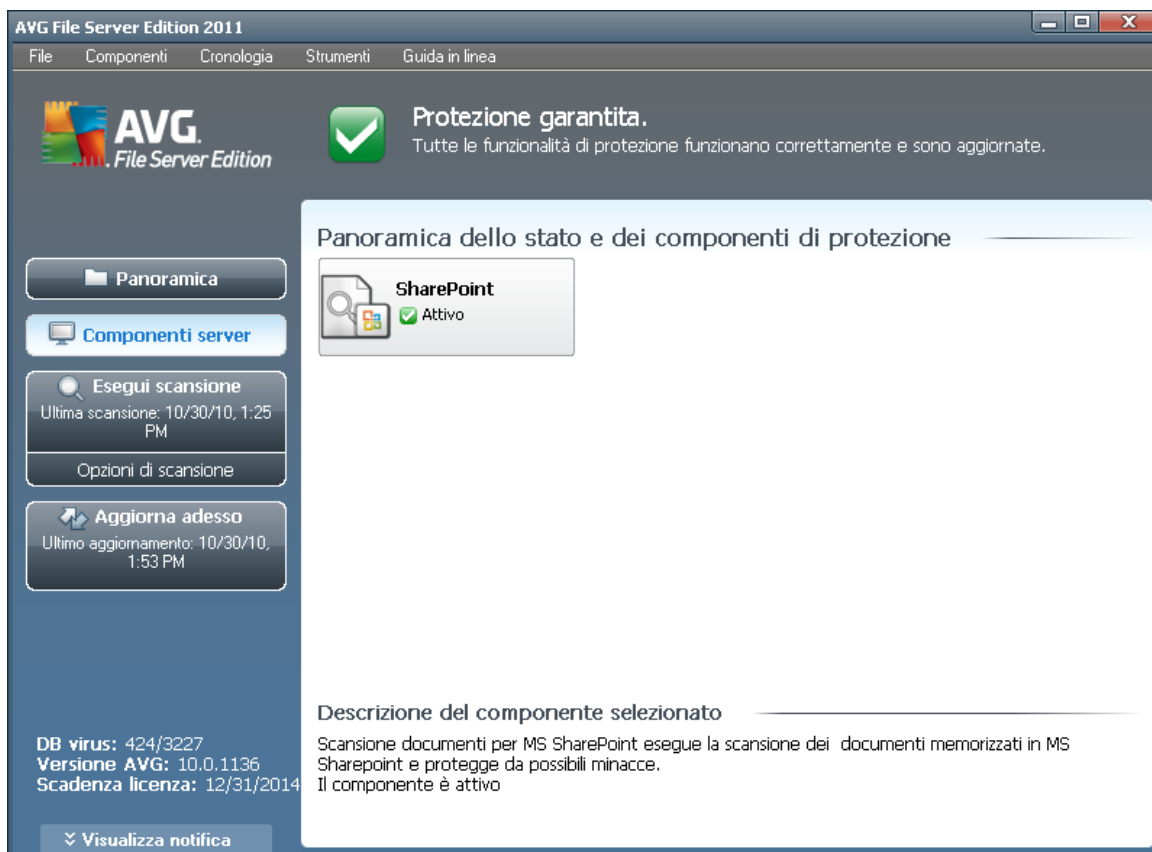 AVG File Server Edition 2011
File Componenti Cronologia Strumenti Guida in linea
AVG.
File Server Edition
Protezione garantita.
Tutte le funzionalità di protezione funzionano correttamente e sono aggiornate.
Panoramica
Componenti server
Esegui scansione
Ultima scansione: 10/30/10, 1:25
PM
Opzioni di scansione
Aggiorna adesso
Ultimo aggiornamento: 10/30/10,
1:53 PM
DB virus: 424/3227
Versione AVG: 10.0.1136
Scadenza licenza: 12/31/2014
Visualizza notifica
Panoramica dello stato e dei componenti di protezione
SharePoint
Attivo
Descrizione del componente selezionato
Scansione documenti per MS SharePoint esegue la scansione dei documenti memorizzati in MS
Sharepoint e protegge da possibili minacce.
Il componente è attivo